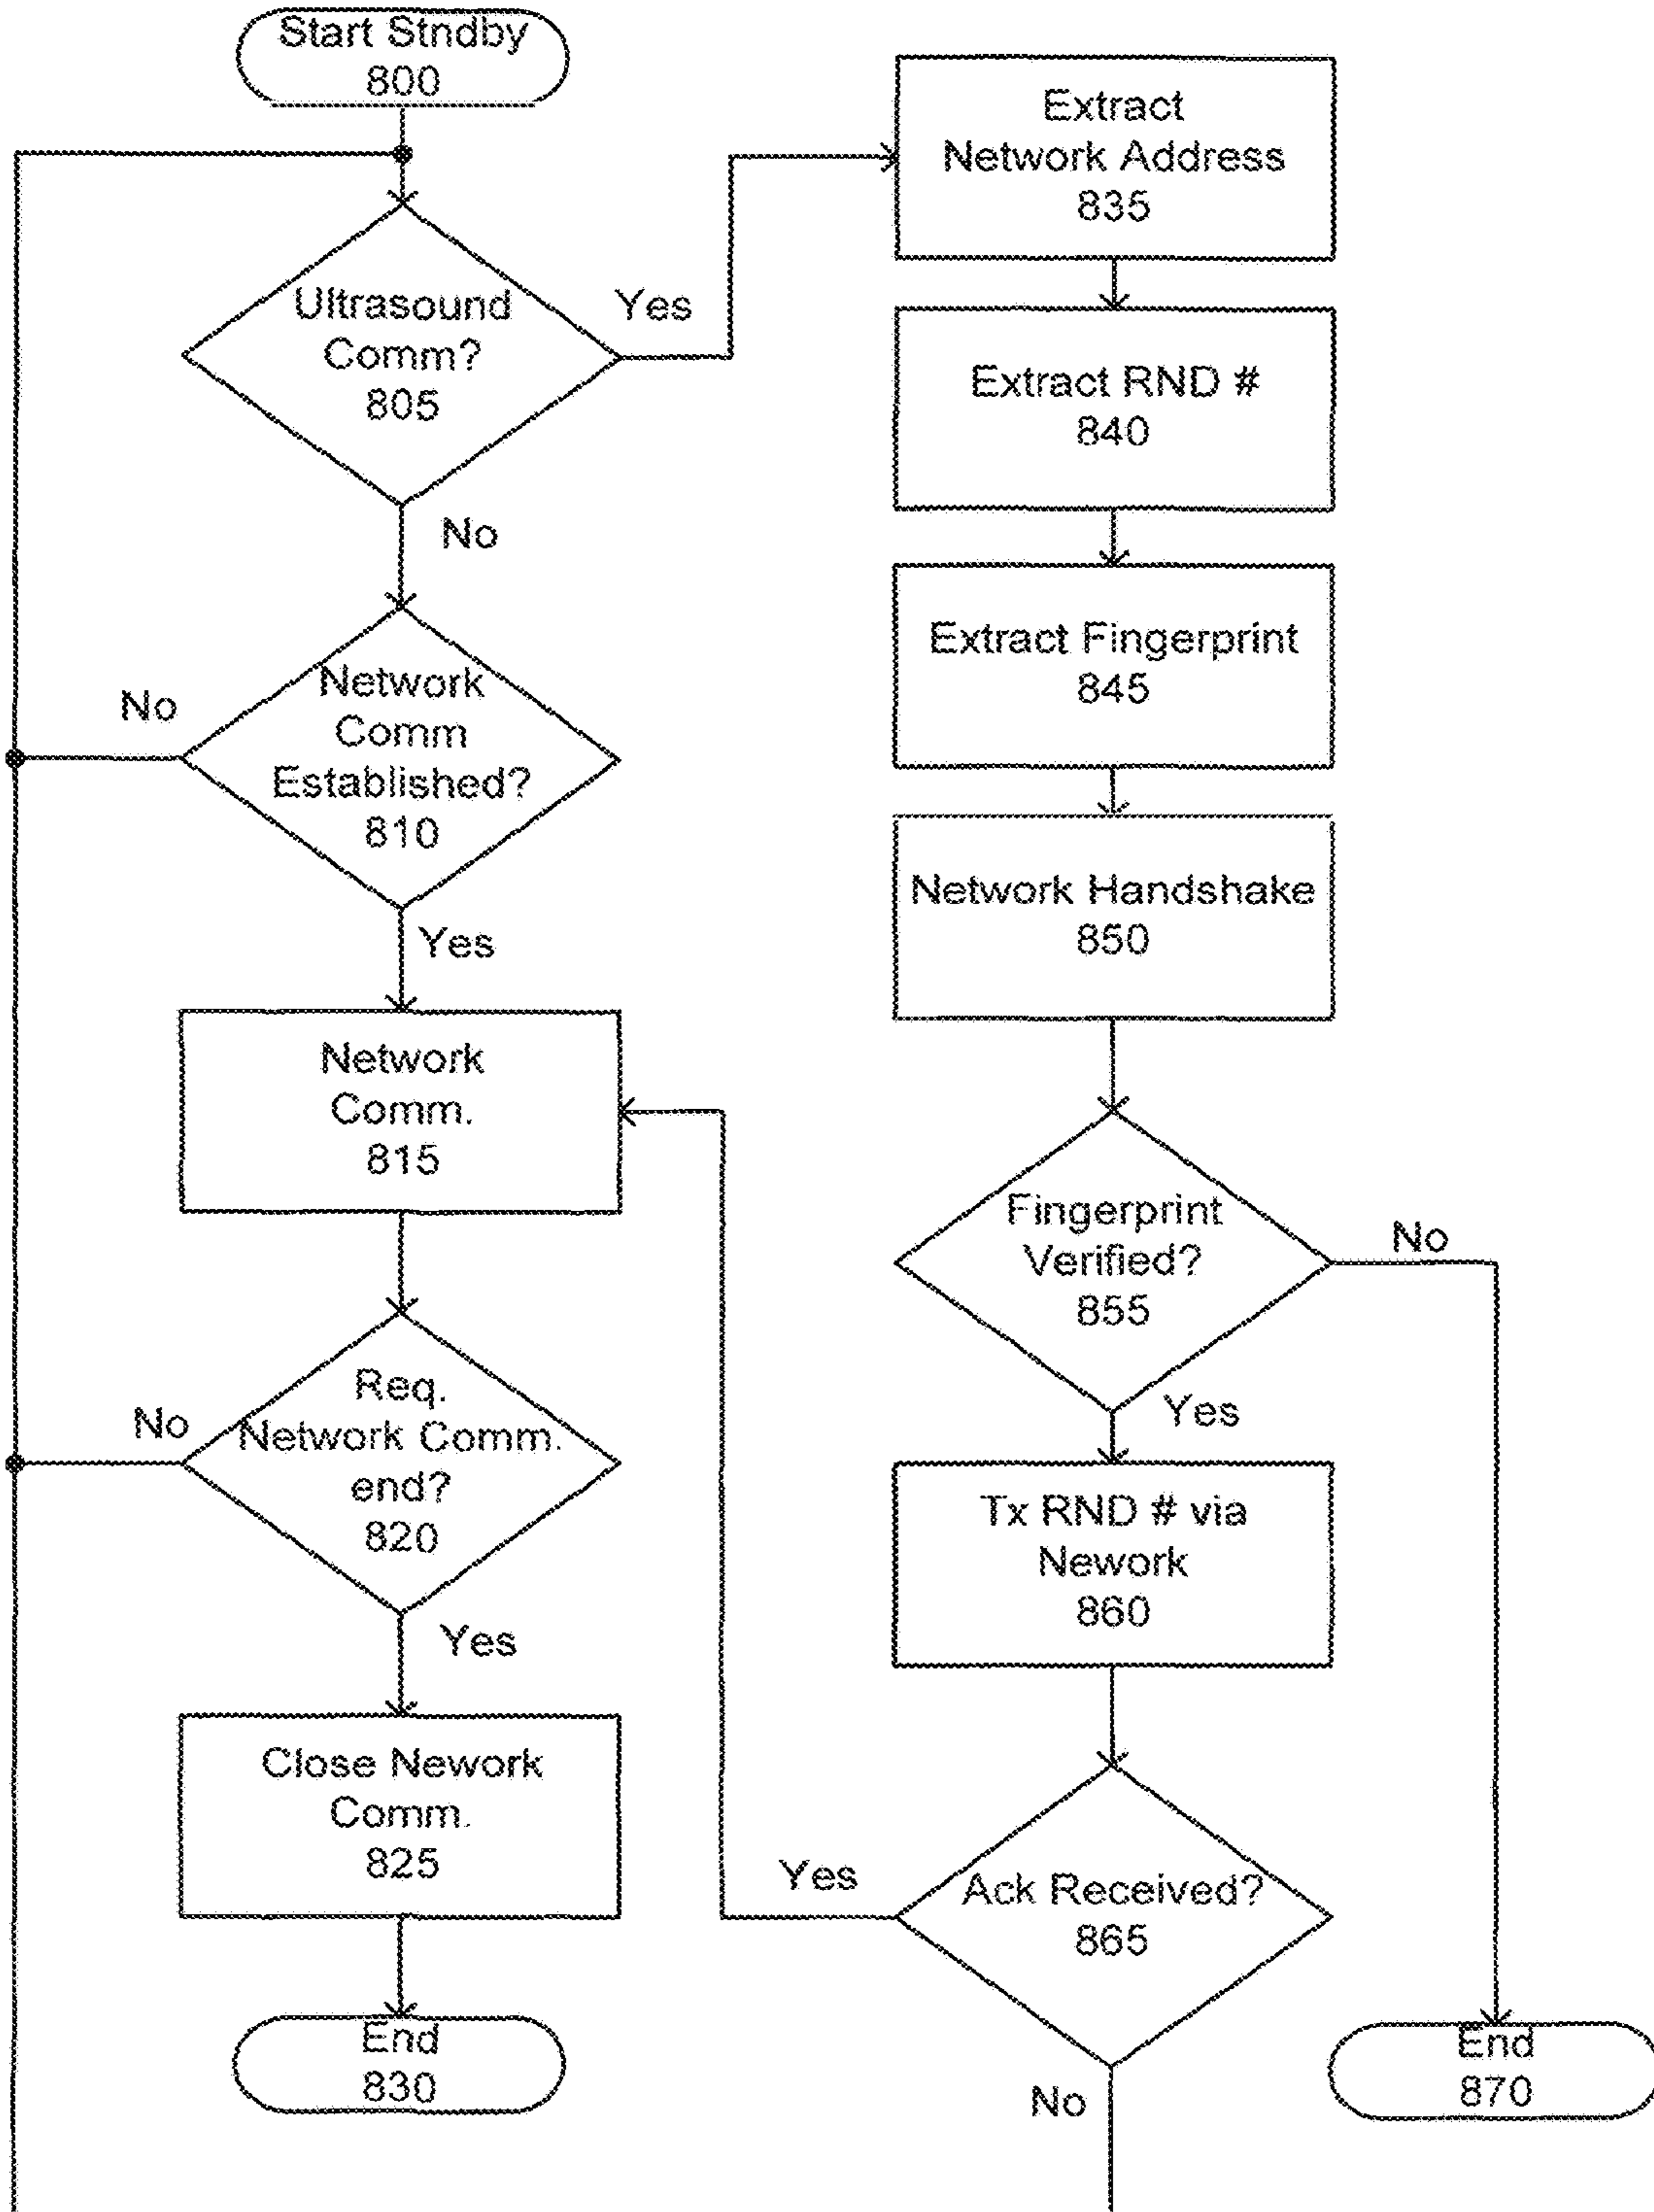 Start Stndby
800
Ultrasound
Comm?
805
Yes
No
Network
Comm
Established?
810
No
Yes
Network
Comm.
815
Req.
Network Comm.
end?
820
No
Yes
Close Nework
Comm.
825
End
830
Extract
Network Address
835
Extract RND #
840
Extract Fingerprint
845
Network Handshake
850
Fingerprint
Verified?
855
No
Yes
Tx RND # via
Nework
860
Ack Received?
865
Yes
No
End
870